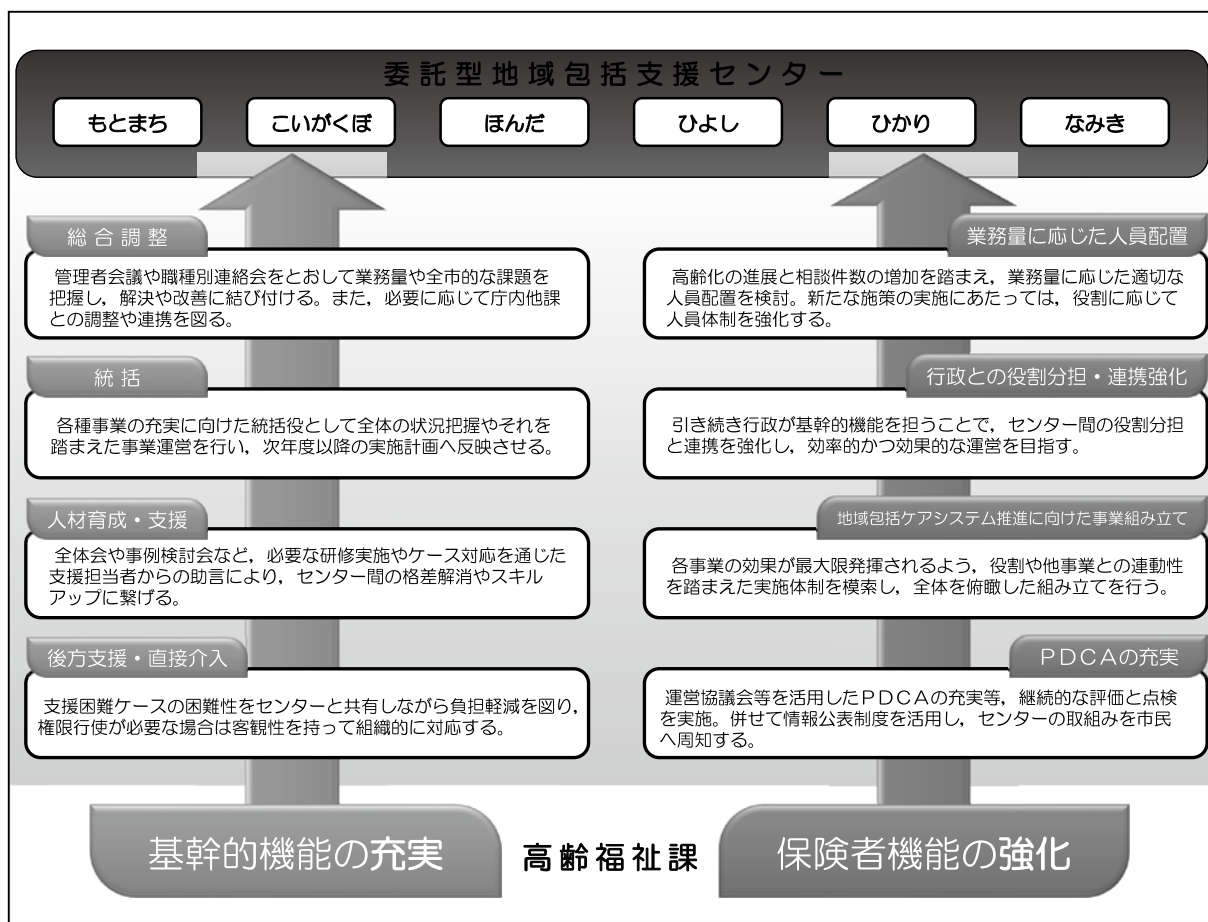 委託型地域包括支援センター
もとまち
こいがくぼ
ほんだ
ひよし
ひかり
なみき
総合調整
管理者会議や職種別連絡会をとおして業務量や全市的な課題を
把握し，解決や改善に結び付ける。また，必要に応じて庁内他課
との調整や連携を図る。
統括
各種事業の充実に向けた統括役として全体の状況把握やそれを
踏まえた事業運営を行い，次年度以降の実施計画へ反映させる。
人材育成・支援
全体会や事例検討会など，必要な研修実施やケース対応を通じた
支援担当者からの助言により，センター間の格差解消やスキル
アップに繋げる。
後方支援・直接介入
支援困難ケースの困難性をセンターと共有しながら負担軽減を図り，
権限行使が必要な場合は客観性を持って組織的に対応する。
業務量に応じた人員配置
高齢化の進展と相談件数の増加を踏まえ，業務量に応じた適切な
人員配置を検討。新たな施策の実施にあたっては，役割に応じて
人員体制を強化する。
行政との役割分担・連携強化
引き続き行政が基幹的機能を担うことで，センター間の役割分担
と連携を強化し，効率的かつ効果的な運営を目指す。
地域包括ケアシステム推進に向けた事業組み立て
各事業の効果が最大限発揮されるよう，役割や他事業との連動性
を踏まえた実施体制を模索し，全体を俯瞰した組み立てを行う。
ＰＤＣＡの充実
運営協議会等を活用したＰＤＣＡの充実等，継続的な評価と点検
を実施。併せて情報公表制度を活用し，センターの取組みを市民
へ周知する。
基幹的機能の充実
高齢福祉課
保険者機能の強化